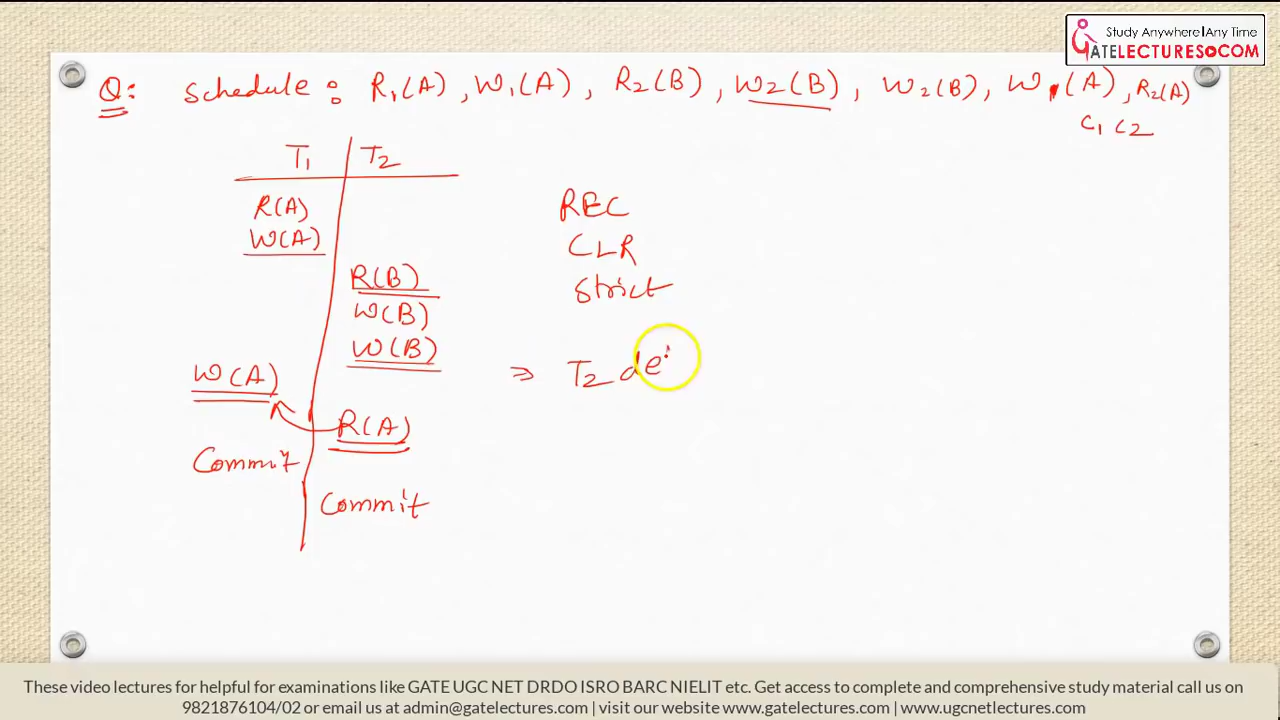 Study Anywhere|Any Time
GATELECTURES.COM
Q: Schedule : R1(A), W1(A), R2(B), W2(B), W2(B), W1(A), R2(A)
C1 C2
T1 T2
R(A)
W(A)
R(B)
W(B)
W(B)
W(A)
R(A)
Commit
Commit
REC
CLR
Strict
⇒ T2 de
These video lectures for helpful for examinations like GATE UGC NET DRDO ISRO BARC NIELIT etc. Get access to complete and comprehensive study material call us on
9821876104/02 or email us at admin@gatelectures.com | visit our website www.gatelectures.com | www.ugcnetlectures.com